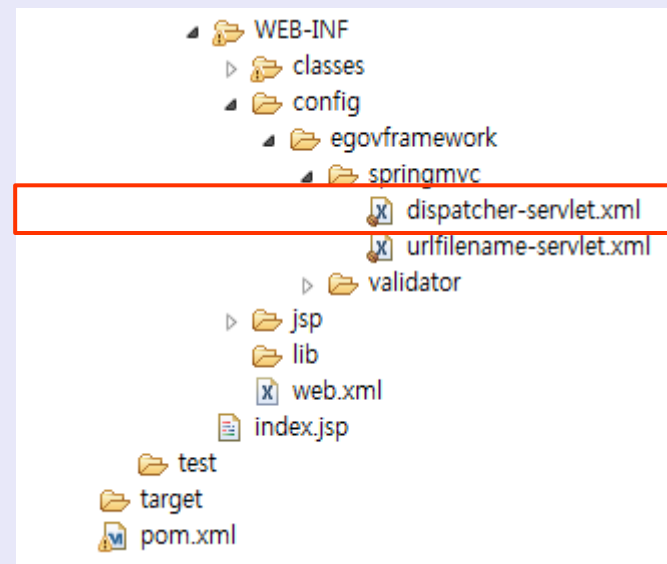 WEB-INF
classes
config
egovframework
springmvc
dispatcher-servlet.xml
urlfilename-servlet.xml
validator
jsp
lib
web.xml
index.jsp
test
target
pom.xml